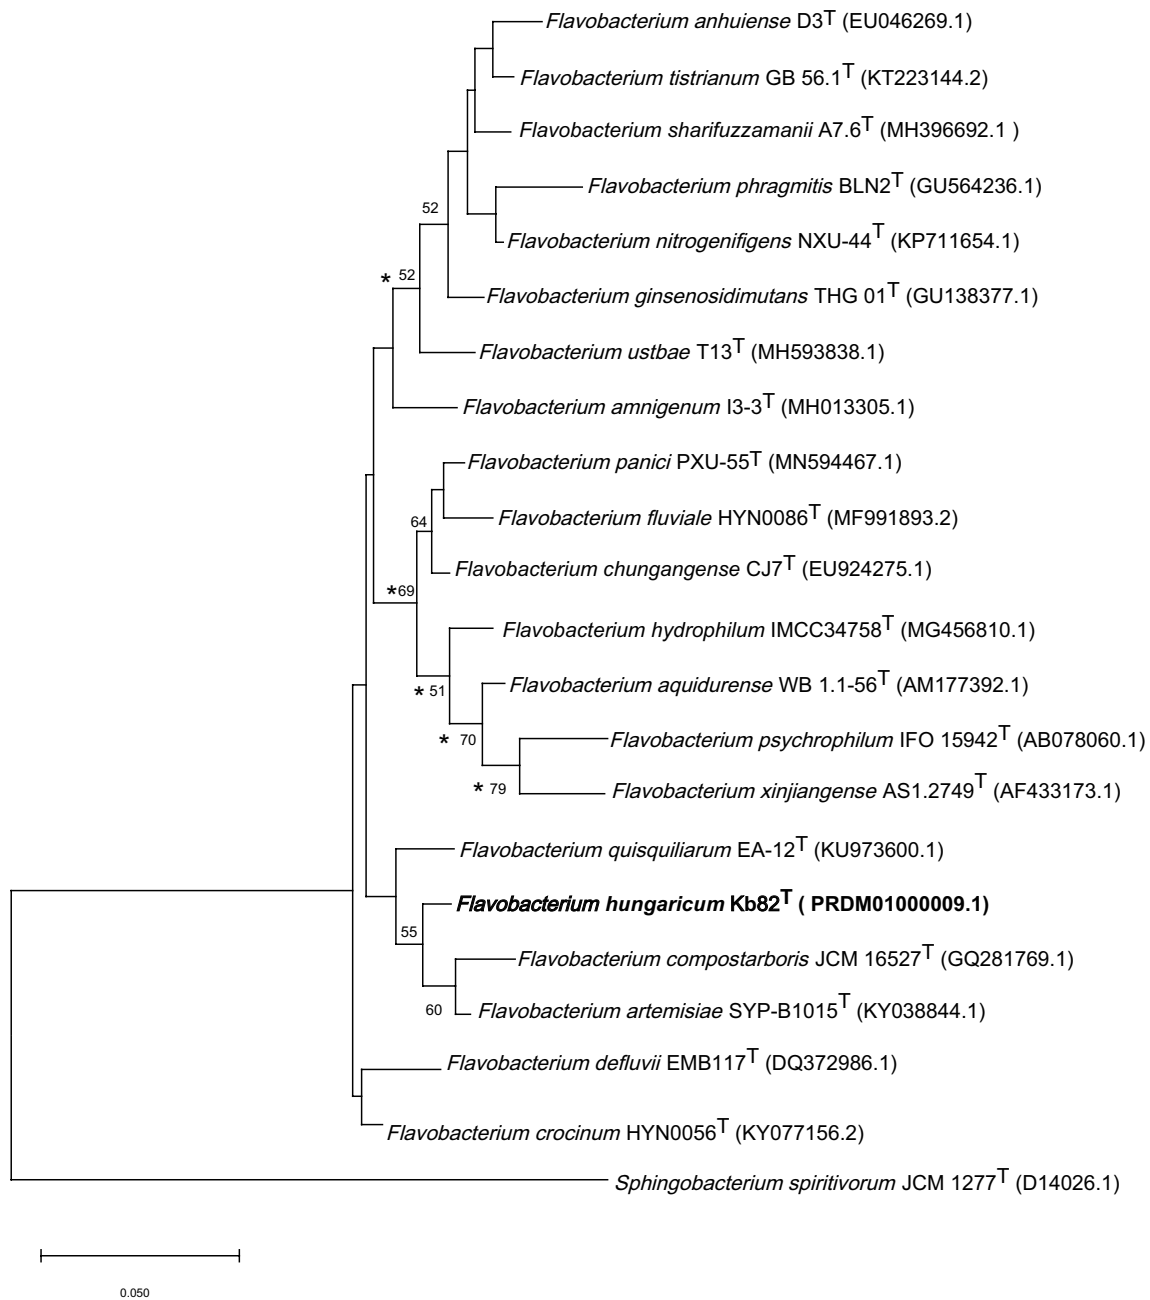 Flavobacterium anhuiense D3T (EU046269.1)
Flavobacterium tistrianum GB 56.1T (KT223144.2)
Flavobacterium sharifuzzamanii A7.6T (MH396692.1 )
Flavobacterium phragmitis BLN2T (GU564236.1)
52
Flavobacterium nitrogenifigens NXU-44T (KP711654.1)
* 52
Flavobacterium ginsenosidimutans THG 01T (GU138377.1)
Flavobacterium ustbae T13T (MH593838.1)
Flavobacterium amnigenum I3-3T (MH013305.1)
Flavobacterium panici PXU-55T (MN594467.1)
64
Flavobacterium fluviale HYN0086T (MF991893.2)
Flavobacterium chungangense CJ7T (EU924275.1)
*69
Flavobacterium hydrophilum IMCC34758T (MG456810.1)
* 51
Flavobacterium aquidurense WB 1.1-56T (AM177392.1)
* 70
Flavobacterium psychrophilum IFO 15942T (AB078060.1)
* 79
Flavobacterium xinjiangense AS1.2749T (AF433173.1)
Flavobacterium quisquiliarum EA-12T (KU973600.1)
Flavobacterium hungaricum Kb82T ( PRDM01000009.1)
55
Flavobacterium compostarboris JCM 16527T (GQ281769.1)
60
Flavobacterium artemisiae SYP-B1015T (KY038844.1)
Flavobacterium defluvii EMB117T (DQ372986.1)
Flavobacterium crocinum HYN0056T (KY077156.2)
Sphingobacterium spiritivorum JCM 1277T (D14026.1)
0.050